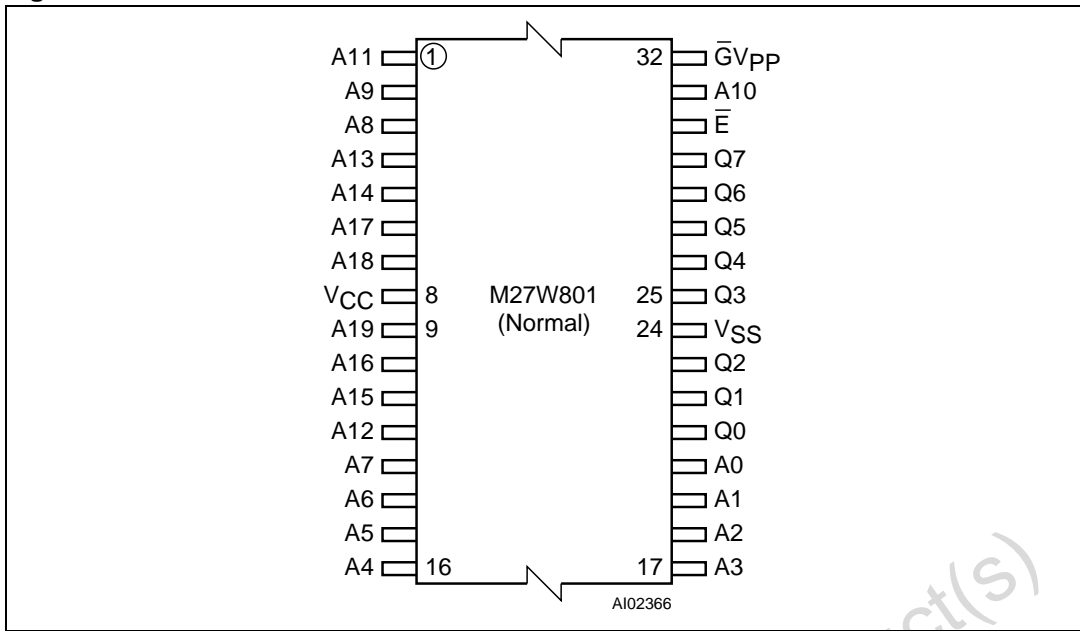 A11 ① 32 G̅VPP
A9 A10
A8 E̅
A13 Q7
A14 Q6
A17 Q5
A18 Q4
VCC 8 M27W801 25 Q3
A19 9 (Normal) 24 VSS
A16 Q2
A15 Q1
A12 Q0
A7 A0
A6 A1
A5 A2
A4 16 17 A3
AI02366